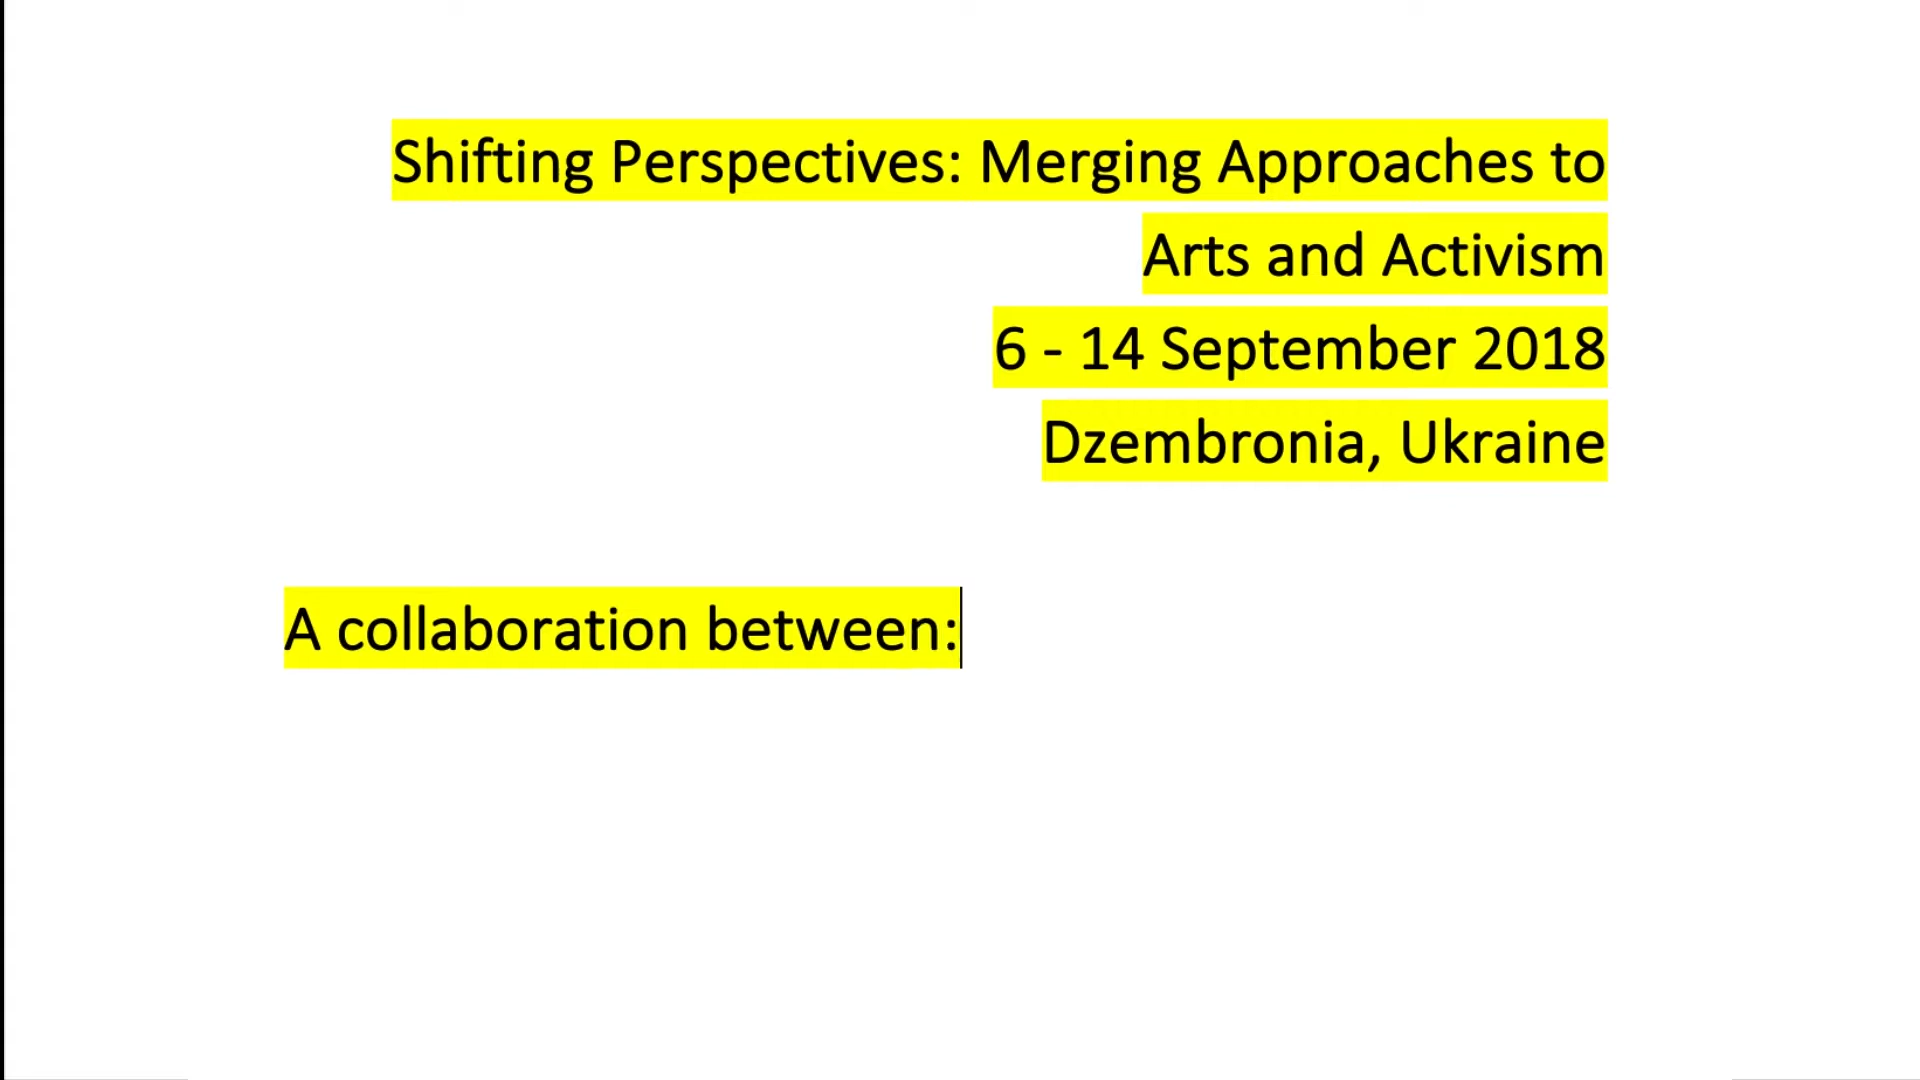 Shifting Perspectives: Merging Approaches to
Arts and Activism
6 - 14 September 2018
Dzembronia, Ukraine
A collaboration between: